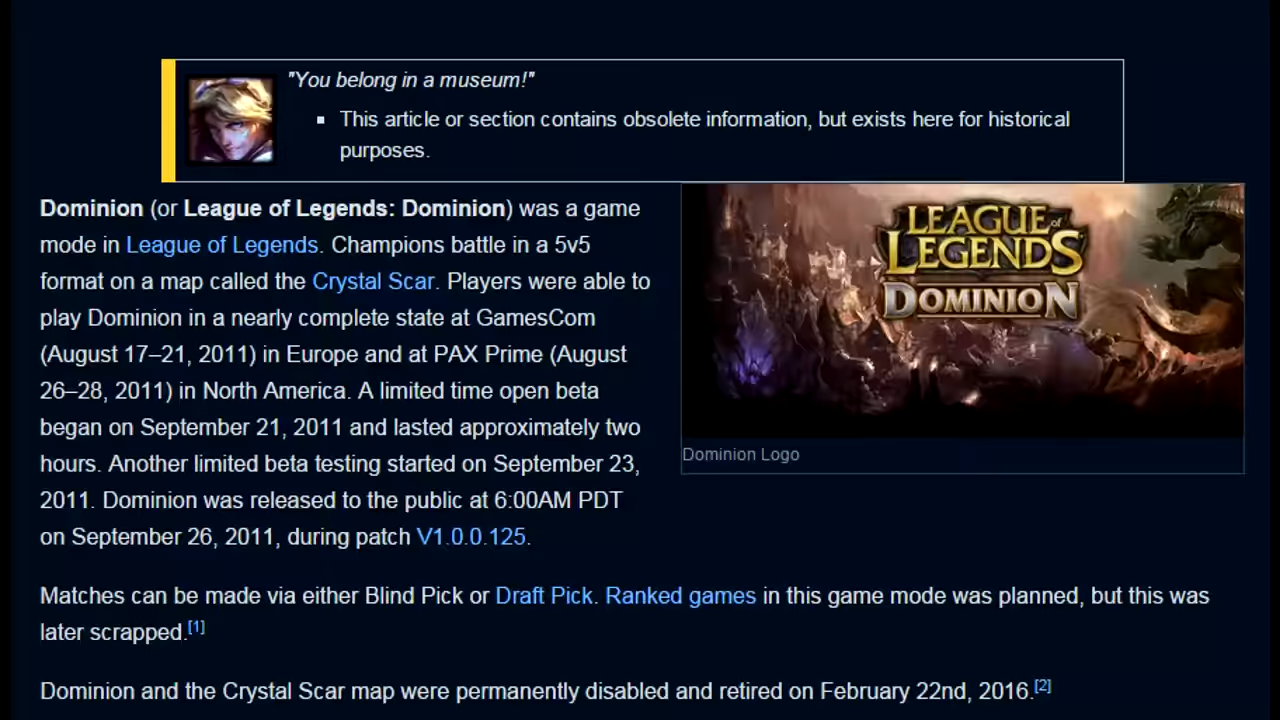 "You belong in a museum!"
▪ This article or section contains obsolete information, but exists here for historical
purposes.
Dominion (or League of Legends: Dominion) was a game
mode in League of Legends. Champions battle in a 5v5
format on a map called the Crystal Scar. Players were able to
play Dominion in a nearly complete state at GamesCom
(August 17–21, 2011) in Europe and at PAX Prime (August
26–28, 2011) in North America. A limited time open beta
began on September 21, 2011 and lasted approximately two
hours. Another limited beta testing started on September 23,
2011. Dominion was released to the public at 6:00AM PDT
on September 26, 2011, during patch V1.0.0.125.
LEAGUE of
LEGENDS
DOMINION
Dominion Logo
Matches can be made via either Blind Pick or Draft Pick. Ranked games in this game mode was planned, but this was
later scrapped.[1]
Dominion and the Crystal Scar map were permanently disabled and retired on February 22nd, 2016.[2]